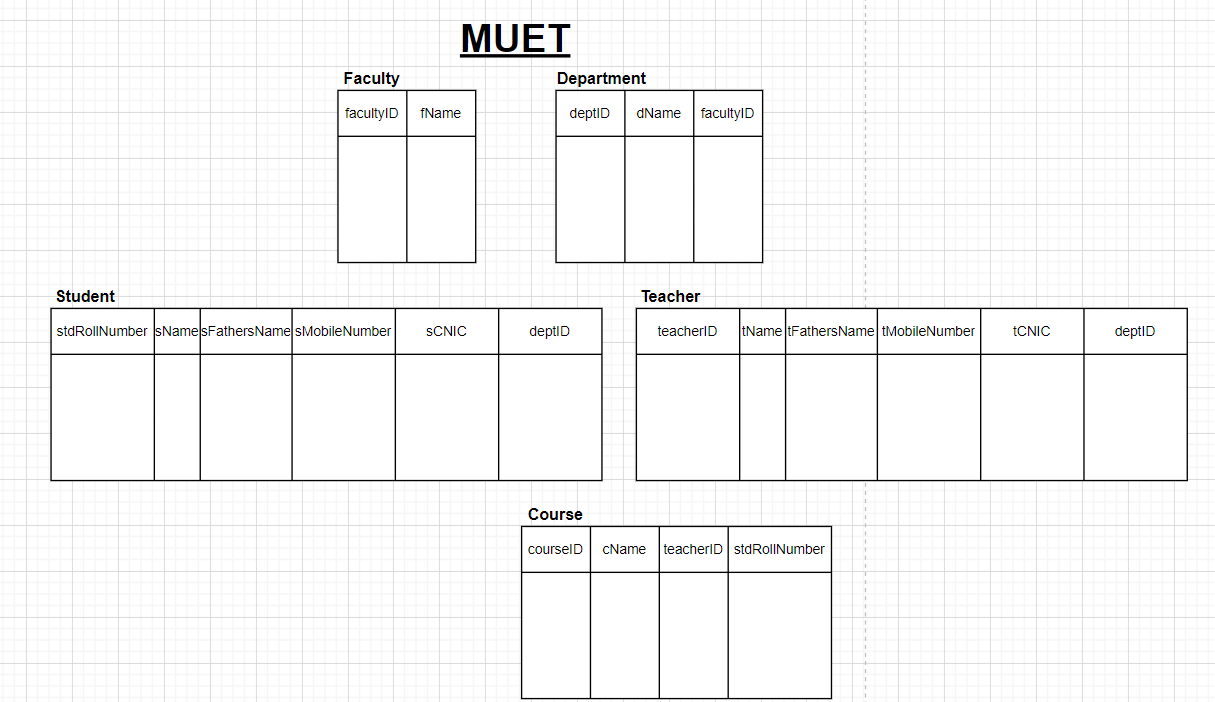 MUET
Faculty
Department
facultyID fName
deptID dName facultyID
Student
Teacher
stdRollNumber sName sFathersName sMobileNumber sCNIC deptID
teacherID tName tFathersName tMobileNumber tCNIC deptID
Course
courseID cName teacherID stdRollNumber